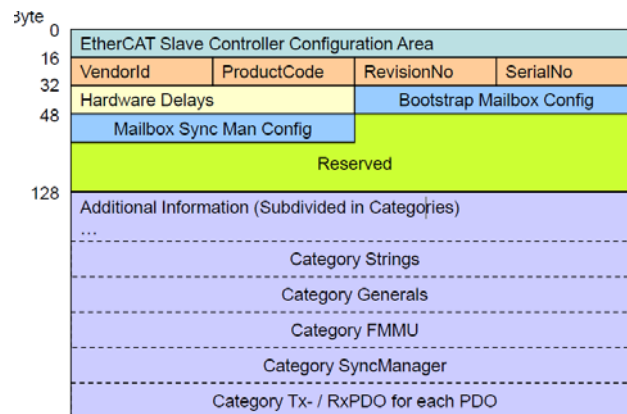 Byte
0
EtherCAT Slave Controller Configuration Area
16
VendorId ProductCode RevisionNo SerialNo
32
Hardware Delays Bootstrap Mailbox Config
48
Mailbox Sync Man Config
Reserved
128
Additional Information (Subdivided in Categories)
...
Category Strings
Category Generals
Category FMMU
Category SyncManager
Category Tx- / RxPDO for each PDO